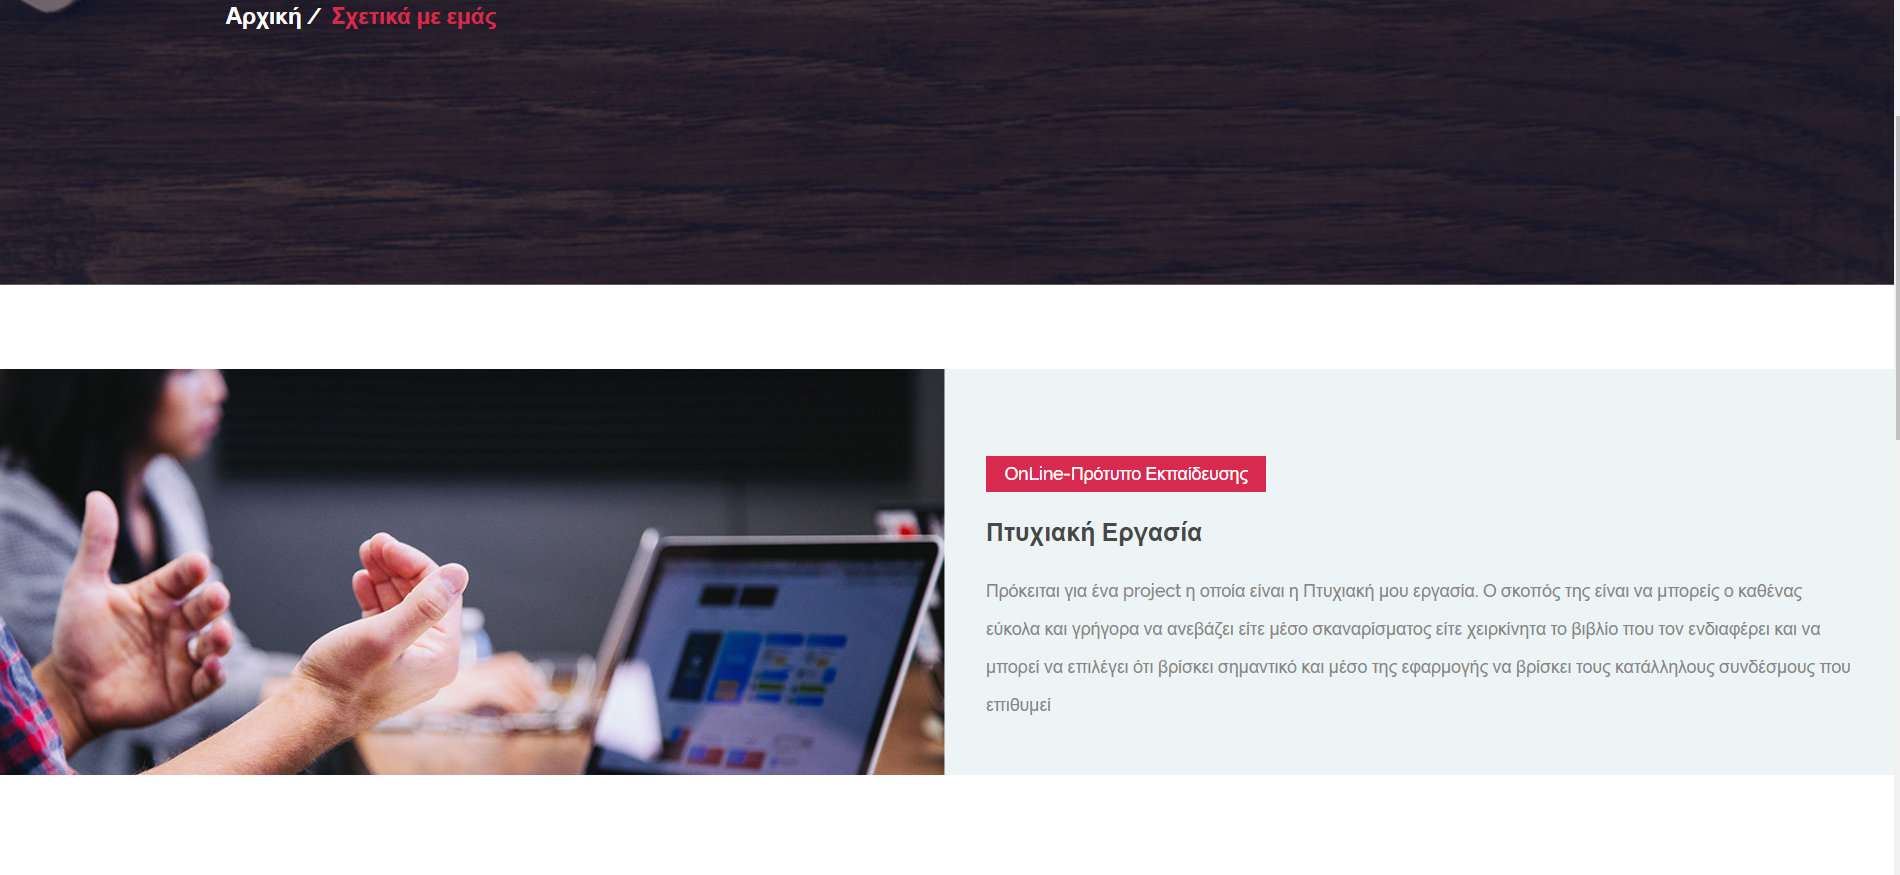 Αρχική / Σχετικά με εμάς
OnLine-Πρότυπο Εκπαίδευσης
Πτυχιακή Εργασία
Πρόκειται για ένα project η οποία είναι η Πτυχιακή μου εργασία. Ο σκοπός της είναι να μπορείς ο καθένας
εύκολα και γρήγορα να ανεβάζει είτε μέσο σκαναρίσματος είτε χειρκίνητα το βιβλίο που τον ενδιαφέρει και να
μπορεί να επιλέγει ότι βρίσκει σημαντικό και μέσο της εφαρμογής να βρίσκει τους κατάλληλους συνδέσμους που
επιθυμεί